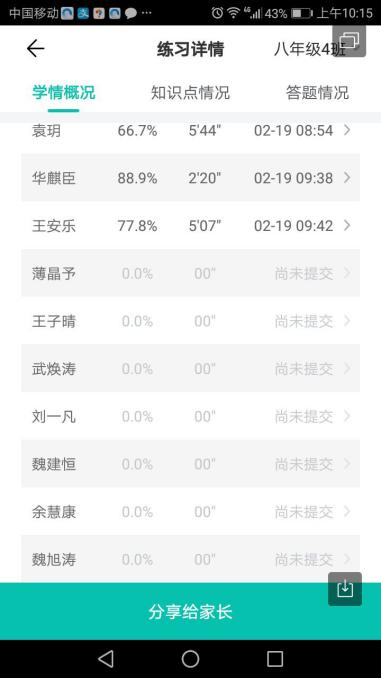 中国移动 ... 4G 43% 上午10:15
练习详情 八年级4班
学情概况 知识点情况 答题情况
袁玥 66.7% 5'44" 02-19 08:54
华麒臣 88.9% 2'20" 02-19 09:38
王安乐 77.8% 5'07" 02-19 09:42
薄晶予 0.0% 00" 尚未提交
王子晴 0.0% 00" 尚未提交
武焕涛 0.0% 00" 尚未提交
刘一凡 0.0% 00" 尚未提交
魏建恒 0.0% 00" 尚未提交
余慧康 0.0% 00" 尚未提交
魏旭涛 0.0% 00" 尚未提交
分享给家长